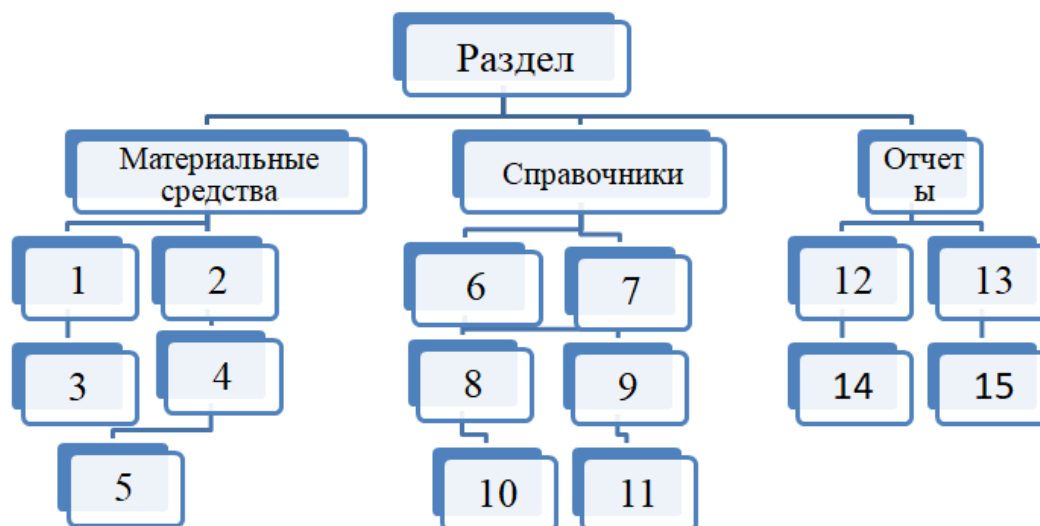 Раздел
Материальные
средства
Справочники
Отчет
ы
1
2
6
7
12
13
3
4
8
9
14
15
5
10
11